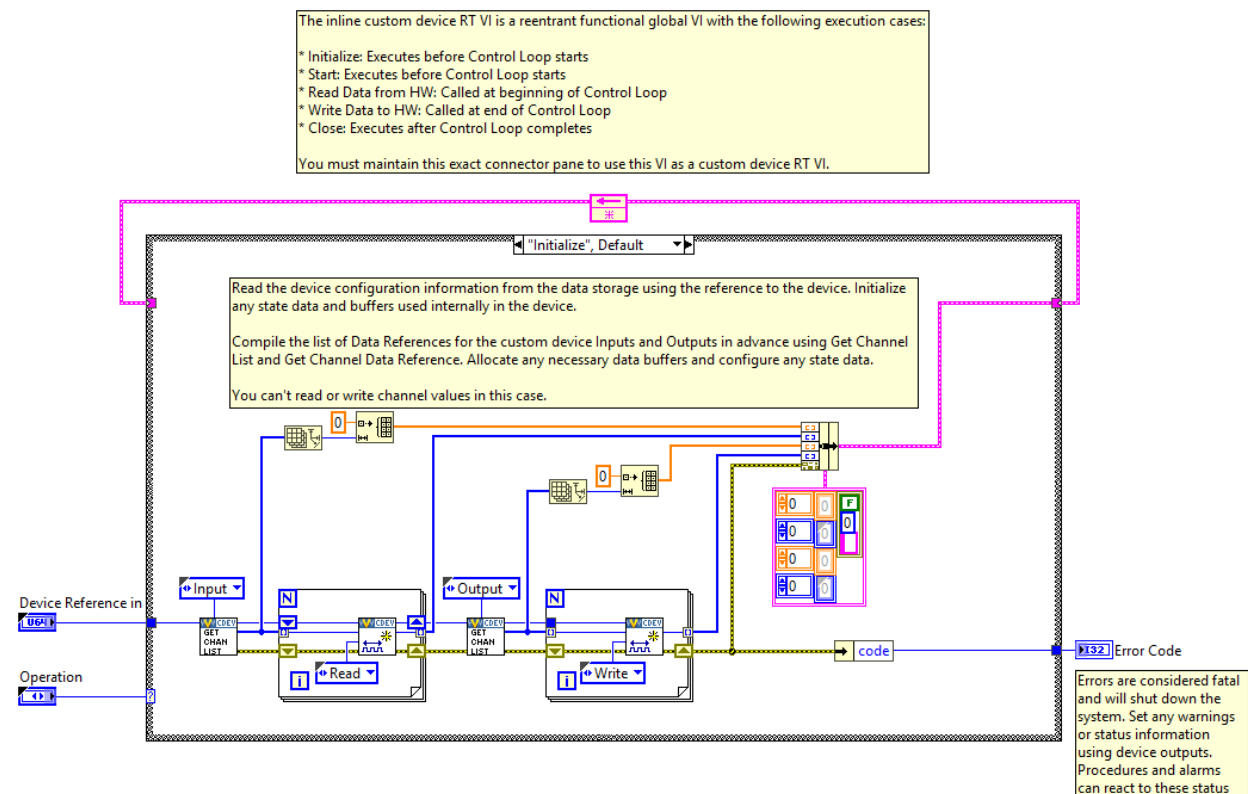 The inline custom device RT VI is a reentrant functional global VI with the following execution cases:
* Initialize: Executes before Control Loop starts
* Start: Executes before Control Loop starts
* Read Data from HW: Called at beginning of Control Loop
* Write Data to HW: Called at end of Control Loop
* Close: Executes after Control Loop completes
You must maintain this exact connector pane to use this VI as a custom device RT VI.
"Initialize", Default
Read the device configuration information from the data storage using the reference to the device. Initialize
any state data and buffers used internally in the device.
Compile the list of Data References for the custom device Inputs and Outputs in advance using Get Channel
List and Get Channel Data Reference. Allocate any necessary data buffers and configure any state data.
You can't read or write channel values in this case.
0
0
0 0 F
0 0 0
0 0
0 0
Input
Output
N
N
Device Reference in
U64
CDEV
GET
CHAN
LIST
CDEV
CDEV
GET
CHAN
LIST
CDEV
Read
Write
i
i
code
I32
Error Code
Operation
?
Errors are considered fatal
and will shut down the
system. Set any warnings
or status information
using device outputs.
Procedures and alarms
can react to these status